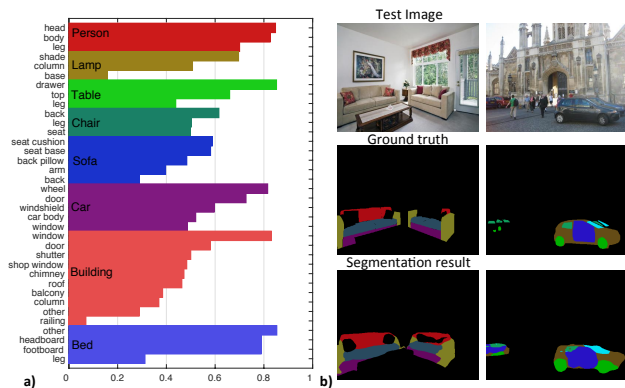 Test Image
head
Person
body
leg
shade
Lamp
column
base
drawer
Table
top
leg
back
Chair
leg
seat
Ground truth
seat cushion
seat base
Sofa
back pillow
arm
back
wheel
door
Car
windshield
car body
window
window
door
shutter
Segmentation result
shop window
Building
chimney
roof
balcony
column
other
railing
other
Bed
headboard
footboard
leg
0 0.2 0.4 0.6 0.8 1
a) b)